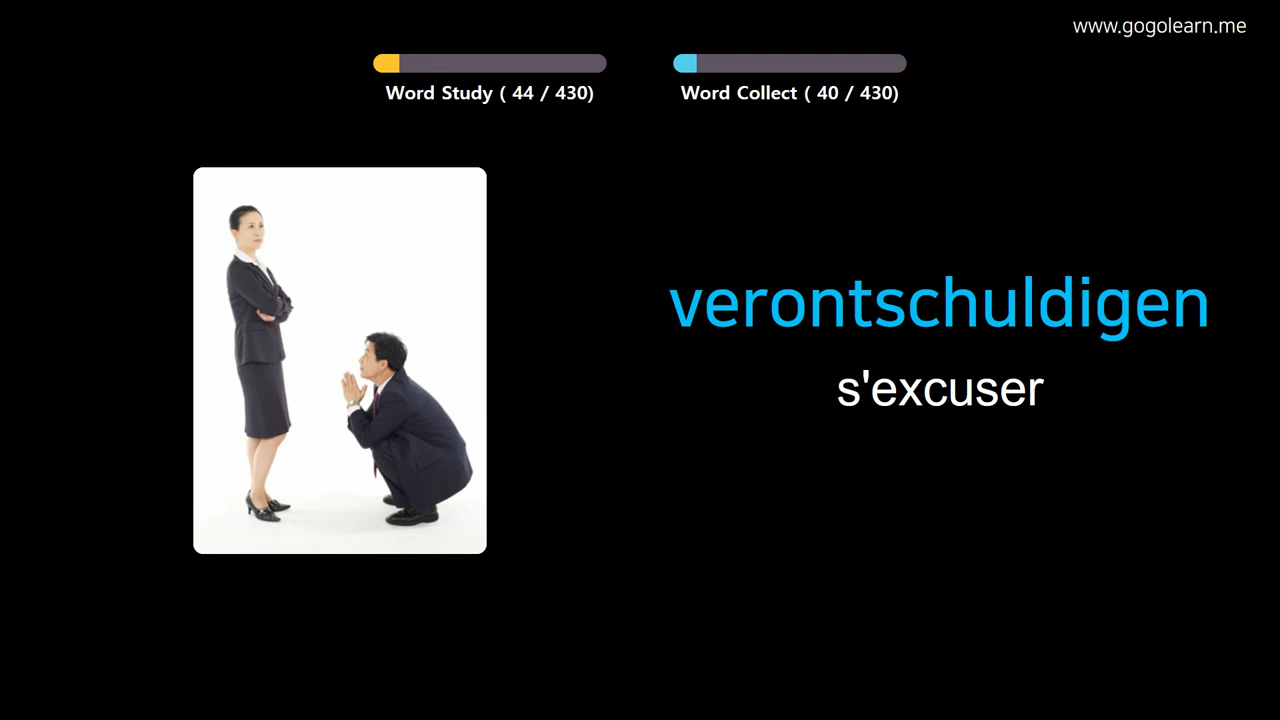 www.gogolearn.me
Word Study ( 44 / 430)
Word Collect ( 40 / 430)
verontschuldigen
s'excuser